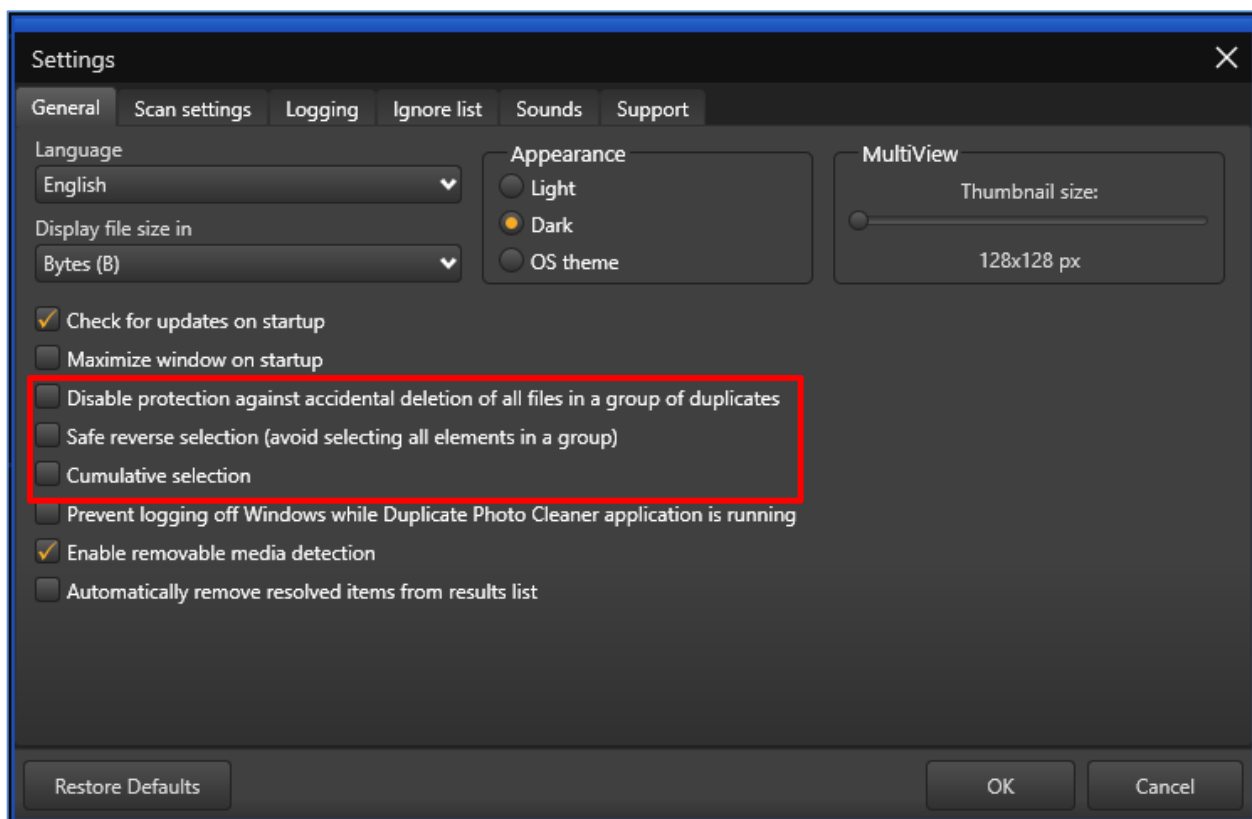 Settings
General Scan settings Logging Ignore list Sounds Support
Language
English
Display file size in
Bytes (B)
Appearance
Light
Dark
OS theme
MultiView
Thumbnail size:
128x128 px
Check for updates on startup
Maximize window on startup
Disable protection against accidental deletion of all files in a group of duplicates
Safe reverse selection (avoid selecting all elements in a group)
Cumulative selection
Prevent logging off Windows while Duplicate Photo Cleaner application is running
Enable removable media detection
Automatically remove resolved items from results list
Restore Defaults OK Cancel